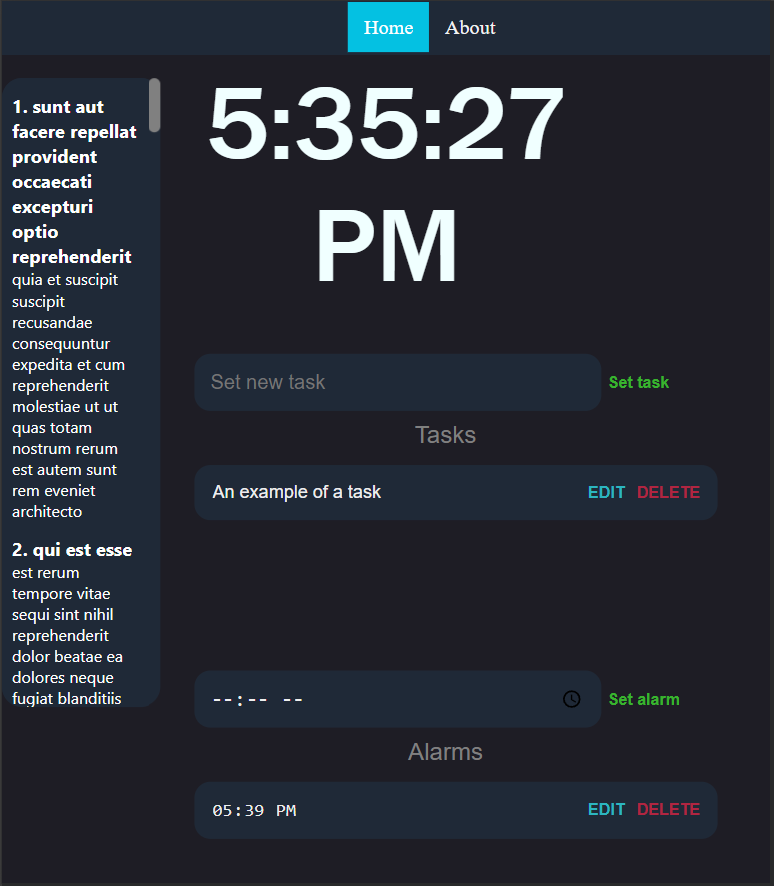 Home About
1. sunt aut
facere repellat
provident
occaecati
excepturi
optio
reprehenderit
quia et suscipit
suscipit
recusandae
consequuntur
expedita et cum
reprehenderit
molestiae ut ut
quas totam
nostrum rerum
est autem sunt
rem eveniet
architecto
2. qui est esse
est rerum
tempore vitae
sequi sint nihil
reprehenderit
dolor beatae ea
dolores neque
fugiat blanditiis
5:35:27
PM
Set new task Set task
Tasks
An example of a task EDIT DELETE
--:-- -- Set alarm
Alarms
05:39 PM EDIT DELETE